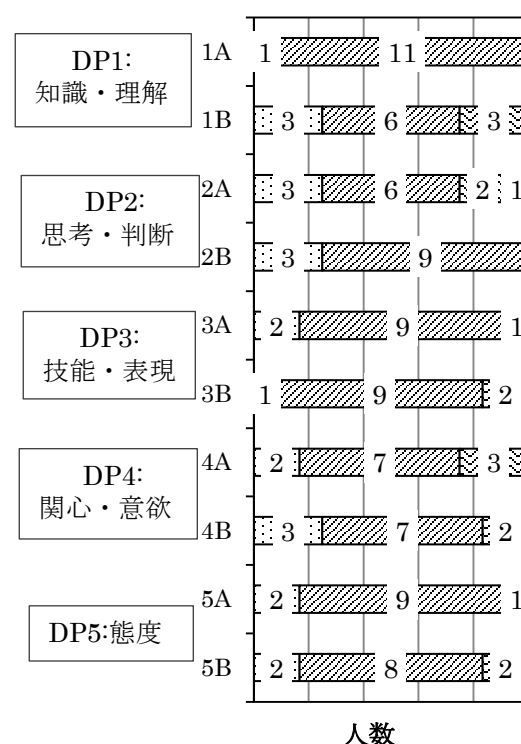 DP1:
知識・理解
1A 1 11
1B 3 6 3
DP2:
思考・判断
2A 3 6 2 1
2B 3 9
DP3:
技能・表現
3A 2 9 1
3B 1 9 2
DP4:
関心・意欲
4A 2 7 3
4B 3 7 2
DP5:態度
5A 2 9 1
5B 2 8 2
人数